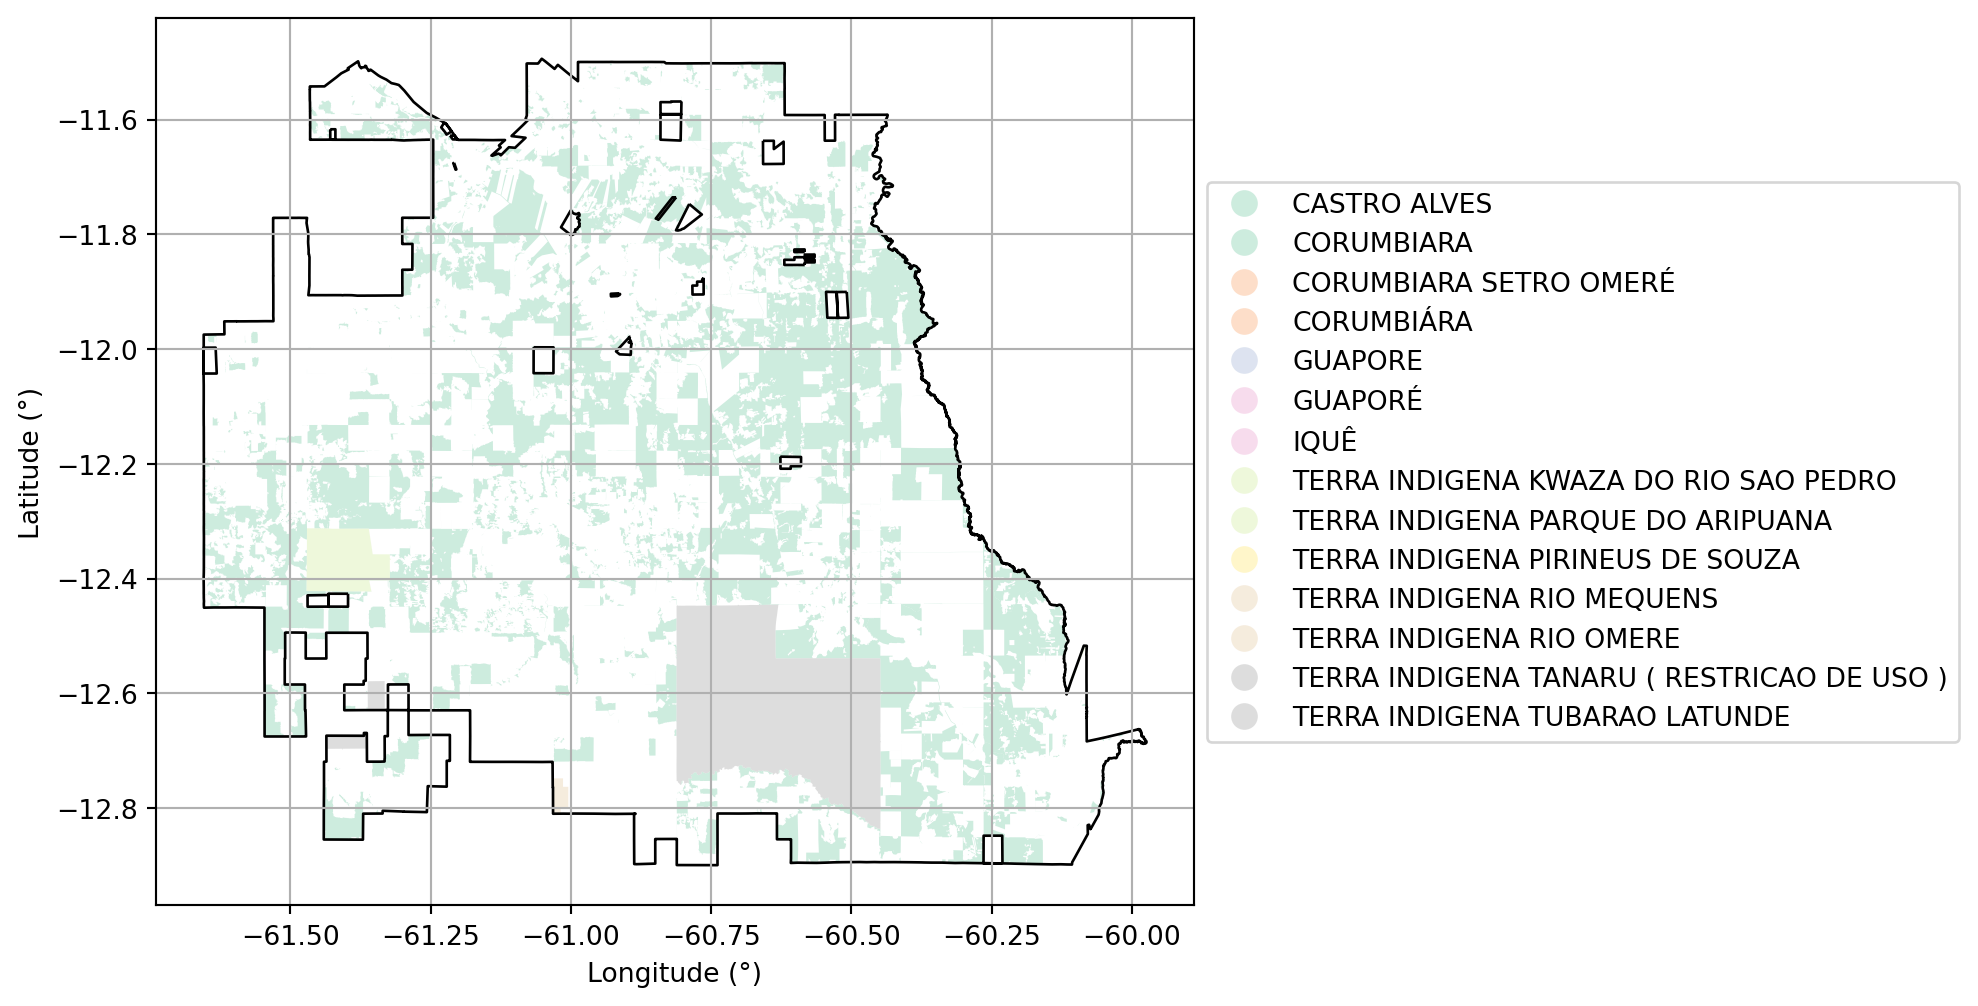 −11.6
−11.8
−12.0
−12.2
−12.4
−12.6
−12.8
Latitude (°)
−61.50
−61.25
−61.00
−60.75
−60.50
−60.25
−60.00
Longitude (°)
CASTRO ALVES
CORUMBIARA
CORUMBIARA SETRO OMERÉ
CORUMBIÁRA
GUAPORE
GUAPORÉ
IQUÊ
TERRA INDIGENA KWAZA DO RIO SAO PEDRO
TERRA INDIGENA PARQUE DO ARIPUANA
TERRA INDIGENA PIRINEUS DE SOUZA
TERRA INDIGENA RIO MEQUENS
TERRA INDIGENA RIO OMERE
TERRA INDIGENA TANARU ( RESTRICAO DE USO )
TERRA INDIGENA TUBARAO LATUNDE